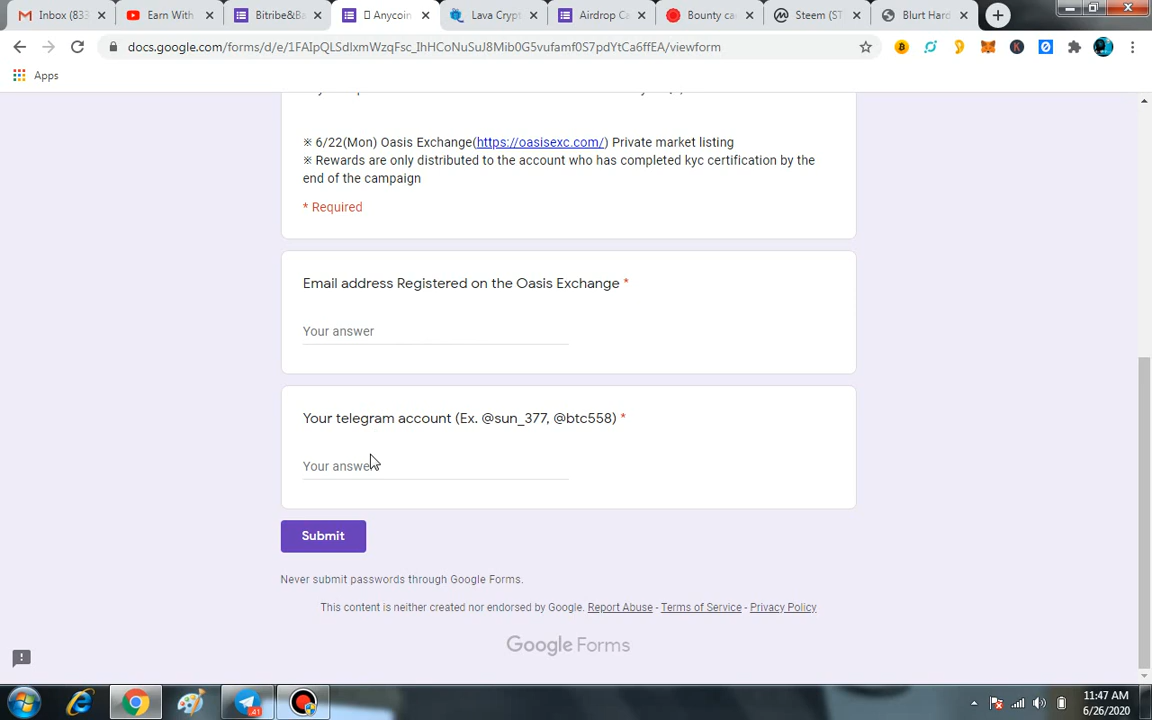 Inbox (833
Earn With
Bitribe&Ba
Anycoin
Lava Crypt
Airdrop Ca
Bounty ca
Steem (ST
Blurt Hard
docs.google.com/forms/d/e/1FAIpQLSdIxmWzqFsc_IhHCoNuSuJ8Mib0G5vufamf0S7pdYtCa6ffEA/viewform
Apps
※ 6/22(Mon) Oasis Exchange(https://oasisexc.com/) Private market listing
※ Rewards are only distributed to the account who has completed kyc certification by the
end of the campaign
* Required
Email address Registered on the Oasis Exchange *
Your answer
Your telegram account (Ex. @sun_377, @btc558) *
Your answer
Submit
Never submit passwords through Google Forms.
This content is neither created nor endorsed by Google. Report Abuse - Terms of Service - Privacy Policy
Google Forms
41
11:47 AM
6/26/2020